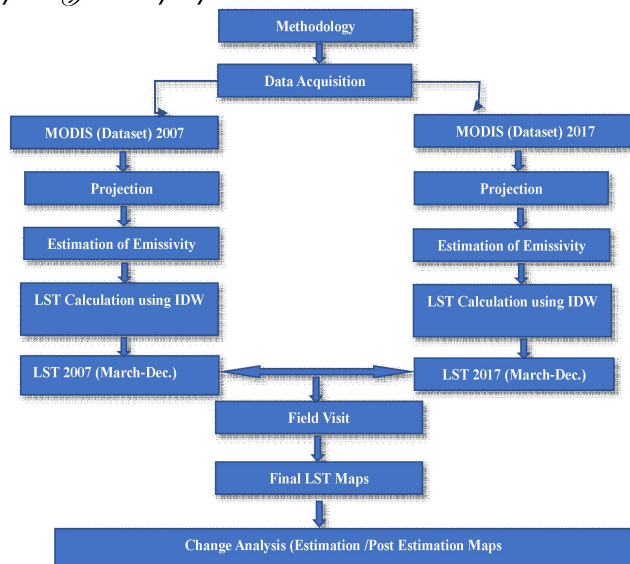 Methodology
Data Acquisition
MODIS (Dataset) 2007
MODIS (Dataset) 2017
Projection
Projection
Estimation of Emissivity
Estimation of Emissivity
LST Calculation using IDW
LST Calculation using IDW
LST 2007 (March-Dec.)
LST 2017 (March-Dec.)
Field Visit
Final LST Maps
Change Analysis (Estimation /Post Estimation Maps